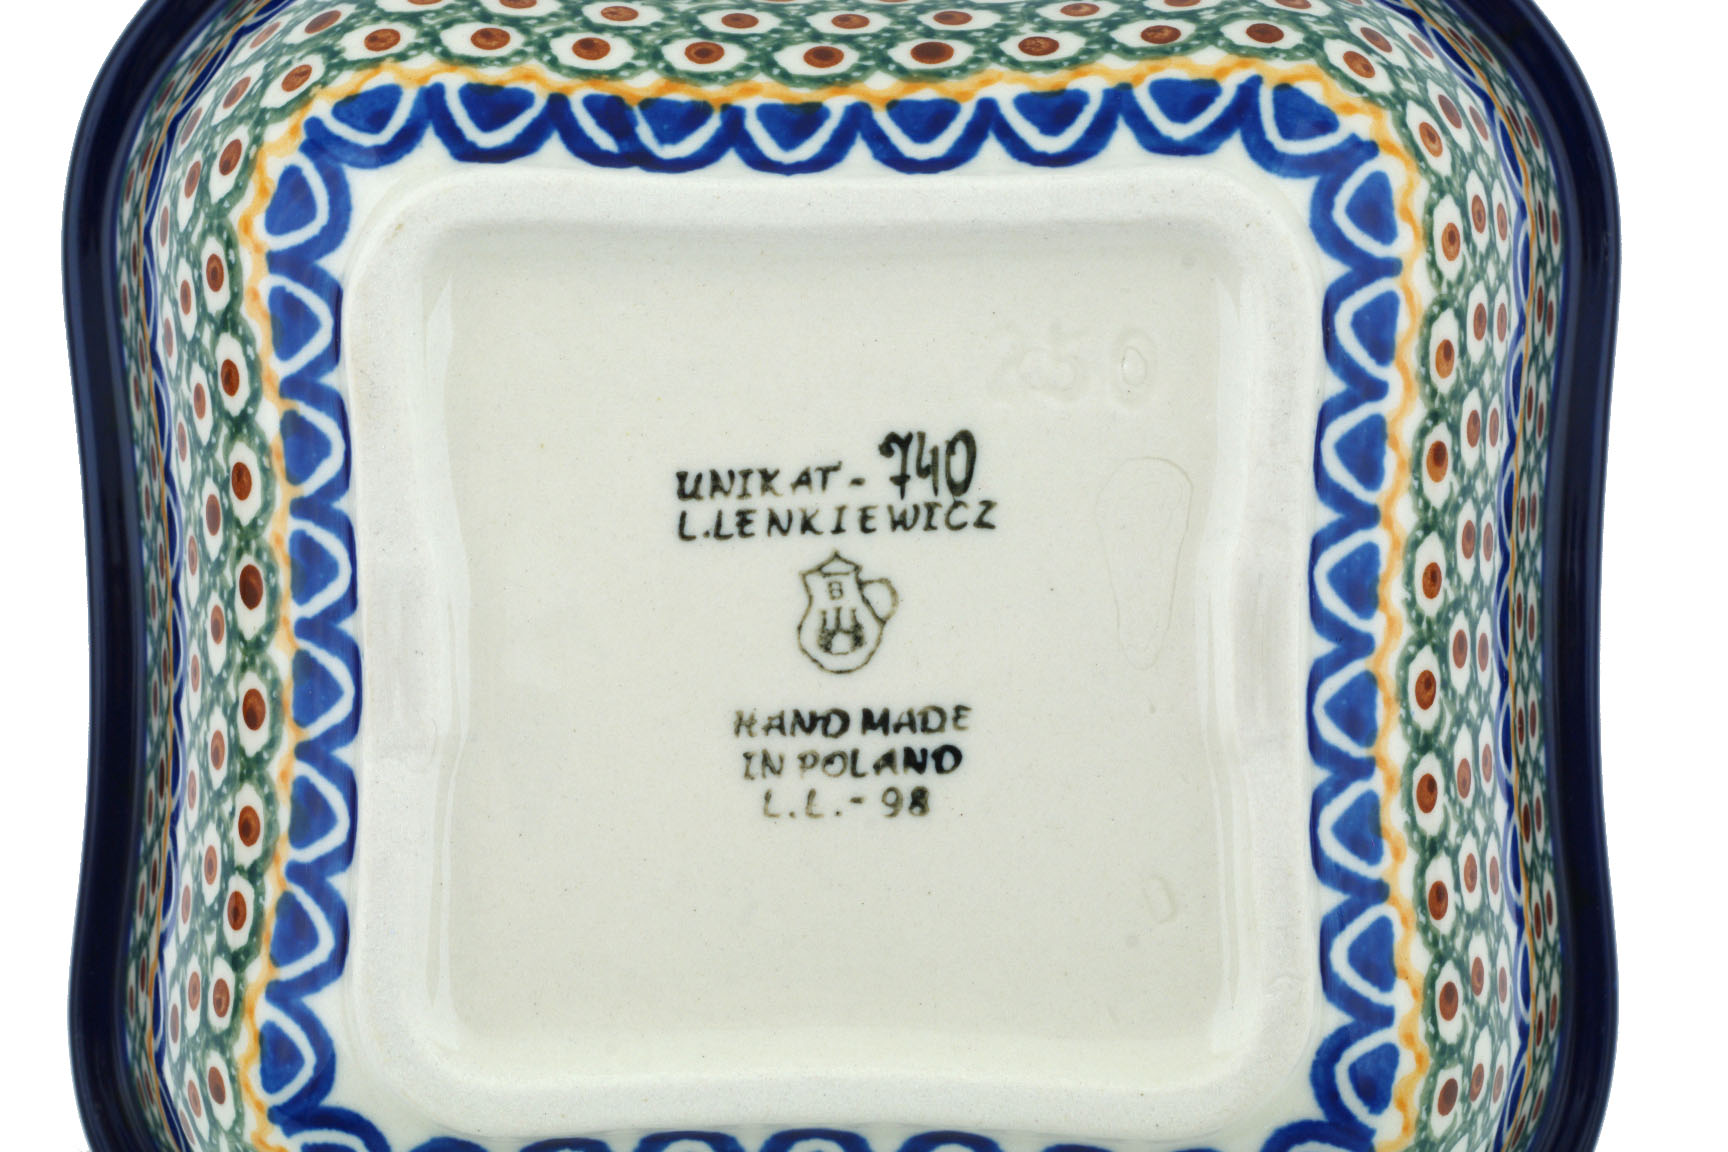 UNIKAT - 740
L. LENKIEWICZ
B
HAND MADE
IN POLAND
L.L.- 98